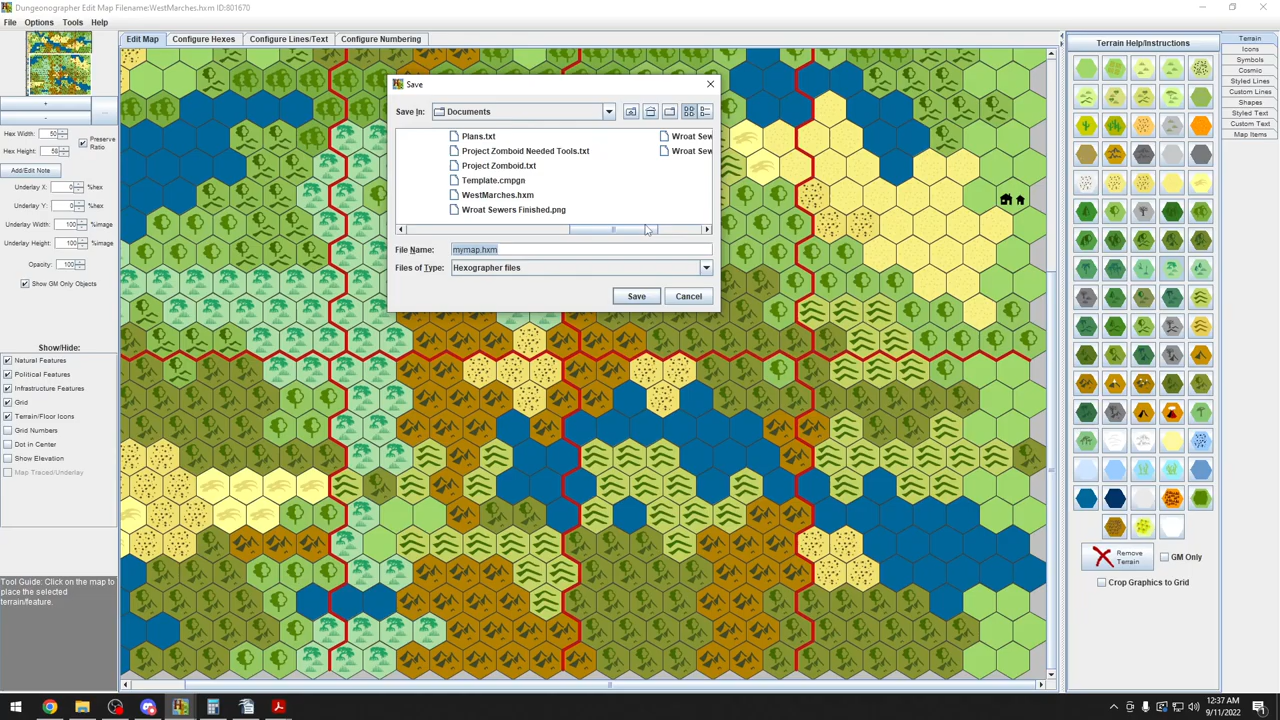 Dungeonographer Edit Map Filename:WestMarches.hxm ID:801670
File Options Tools Help
Edit Map Configure Hexes Configure Lines/Text Configure Numbering
+
-
Hex Width: 50
Hex Height: 58
Preserve
Ratio
Add/Edit Note
Underlay X: 0 %hex
Underlay Y: 0 %hex
Underlay Width: 100 %image
Underlay Height: 100 %image
Opacity: 100
Show GM Only Objects
Show/Hide:
Natural Features
Political Features
Infrastructure Features
Grid
Terrain/Floor Icons
Grid Numbers
Dot in Center
Show Elevation
Map Traced/Underlay
Tool Guide: Click on the map to
place the selected
terrain/feature.
Save
Save In: Documents
Plans.txt
Project Zomboid Needed Tools.txt
Project Zomboid.txt
Template.cmpgn
WestMarches.hxm
Wroat Sewers Finished.png
Wroat Sew
Wroat Sew
File Name: mymap.hxm
Files of Type: Hexographer files
Save Cancel
Terrain Help/Instructions
Terrain
Icons
Symbols
Cosmic
Styled Lines
Custom Lines
Shapes
Styled Text
Custom Text
Map Items
Remove
Terrain
GM Only
Crop Graphics to Grid
12:37 AM
9/11/2022